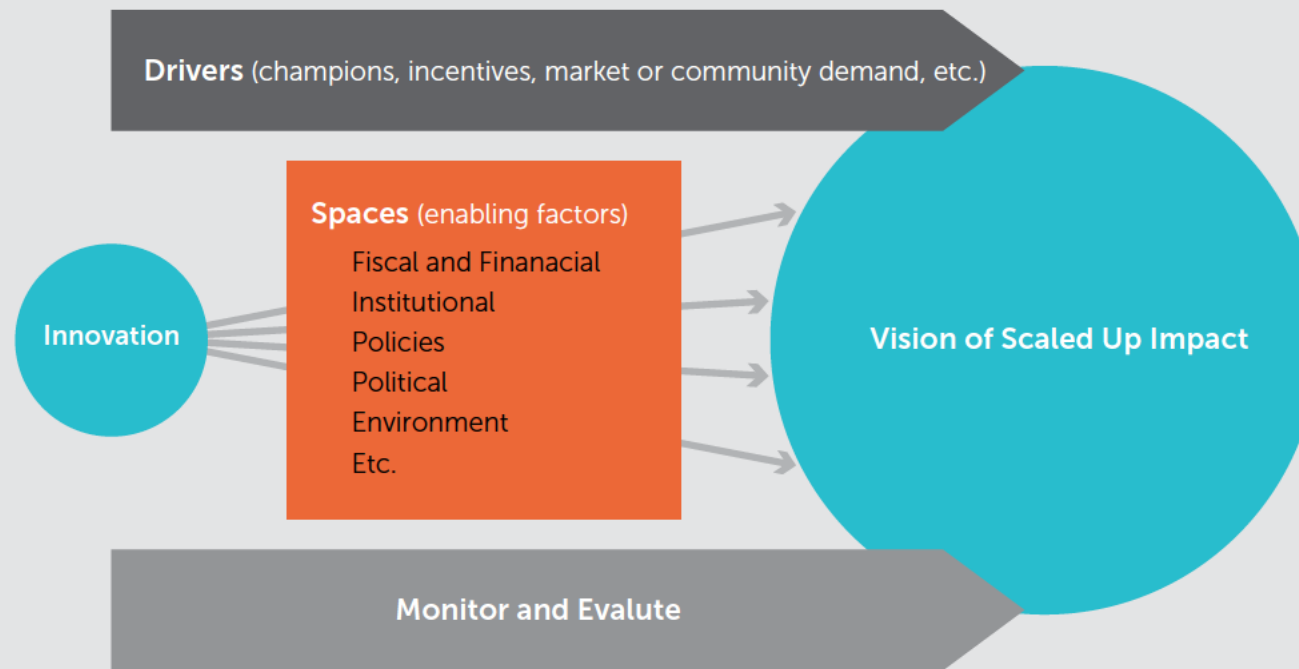 Drivers (champions, incentives, market or community demand, etc.)
Spaces (enabling factors)
Fiscal and Finanacial
Institutional
Policies
Political
Environment
Etc.
Innovation
Vision of Scaled Up Impact
Monitor and Evalute